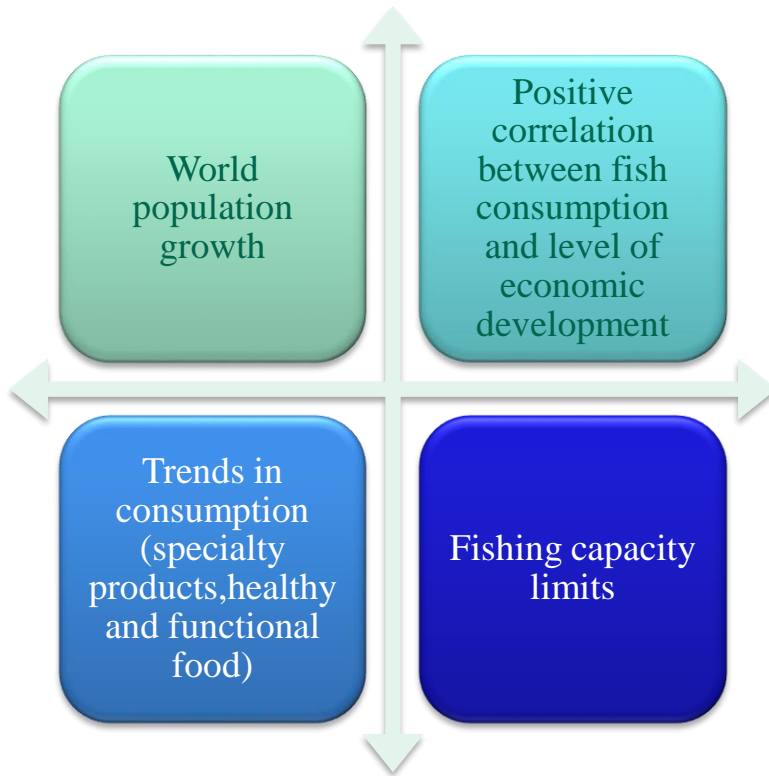 World
population
growth
Positive
correlation
between fish
consumption
and level of
economic
development
Trends in
consumption
(specialty
products,healthy
and functional
food)
Fishing capacity
limits